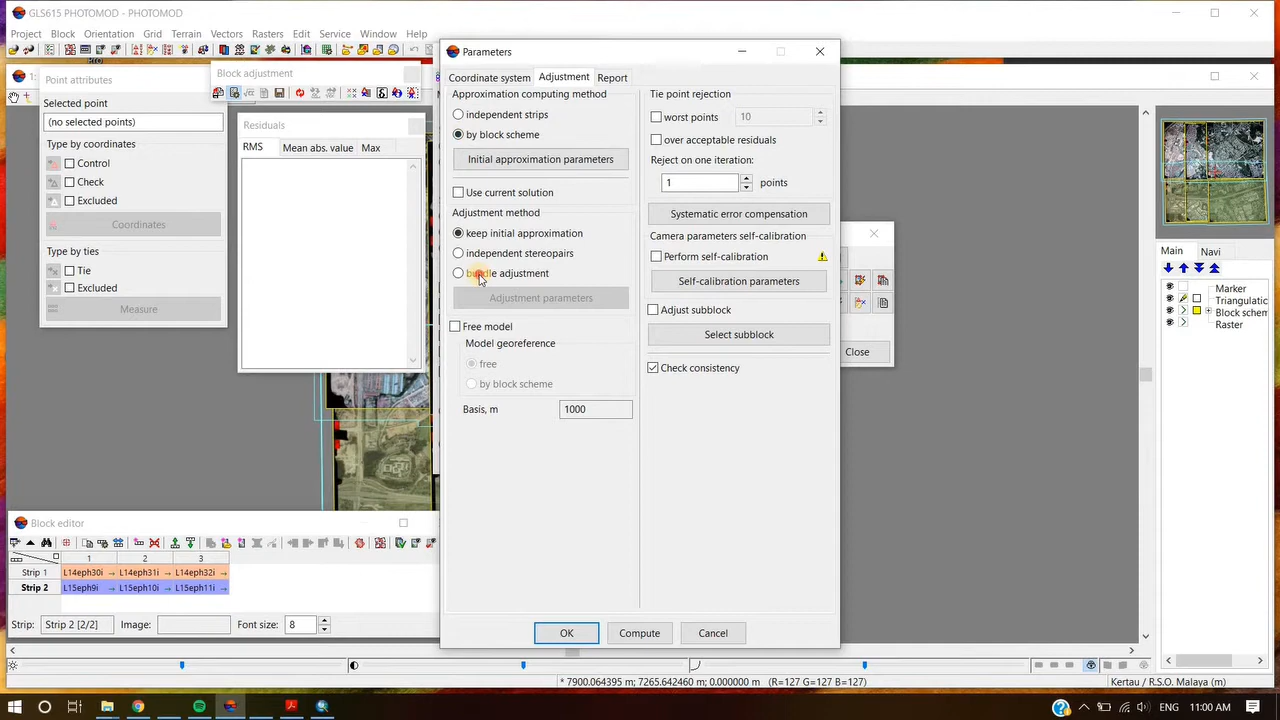 GLS615 PHOTOMOD - PHOTOMOD
Project Block Orientation Grid Terrain Vectors Rasters Edit Service Window Help
Point attributes
Selected point
(no selected points)
Type by coordinates
Control
Check
Excluded
Coordinates
Type by ties
Tie
Excluded
Measure
Block adjustment
Residuals
RMS Mean abs. value Max
Parameters
Coordinate system Adjustment Report
Approximation computing method
independent strips
by block scheme
Initial approximation parameters
Use current solution
Adjustment method
keep initial approximation
independent stereopairs
bundle adjustment
Adjustment parameters
Free model
Model georeference
free
by block scheme
Basis, m 1000
Tie point rejection
worst points 10
over acceptable residuals
Reject on one iteration:
1 points
Systematic error compensation
Camera parameters self-calibration
Perform self-calibration
Self-calibration parameters
Adjust subblock
Select subblock
Check consistency
OK Compute Cancel
Close
Main Navi
Marker
Triangulatic
Block schem
Raster
Block editor
1 2 3
Strip 1 L14eph30i L14eph31i L14eph32i
Strip 2 L15eph9i L15eph10i L15eph11i
Strip: Strip 2 [2/2] Image: Font size: 8
* 7900.064395 m; 7265.642460 m; 0.000000 m (R=127 G=127 B=127)
Kertau / R.S.O. Malaya (m)
ENG 11:00 AM